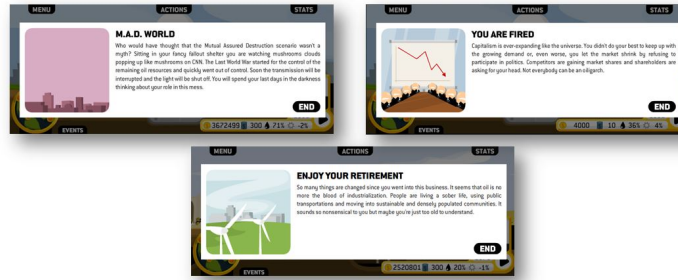 MENU ACTIONS STATS
M.A.D. WORLD
Who would have thought that the Mutual Assured Destruction scenario wasn't a
myth? Sitting in your fancy fallout shelter you are watching mushrooms clouds
popping up like mushrooms on CNN. The Last World War started for the control of the
remaining oil resources and quickly went out of control. Soon the transmission will be
interrupted and the light will be shut off. You will spend your last days in the darkness
thinking about your role in this mess.
END
EVENTS
3672499 300 71% -2%
MENU ACTIONS STATS
YOU ARE FIRED
Capitalism is ever-expanding like the universe. You didn't do your best to keep up with
the growing demand or, even worse, you let the market shrink by refusing to
participate in politics. Competitors are gaining market shares and shareholders are
asking for your head. Not everybody can be an oiligarch.
END
EVENTS
4000 10 36% 4%
MENU ACTIONS STATS
ENJOY YOUR RETIREMENT
So many things are changed since you went into this business. It seems that oil is no
more the blood of industrialization. People are living a sober life, using public
transportations and moving into sustainable and densely populated communities. It
sounds so nonsensical to you but maybe you're just too old to understand.
END
EVENTS
2520801 300 20% -1%